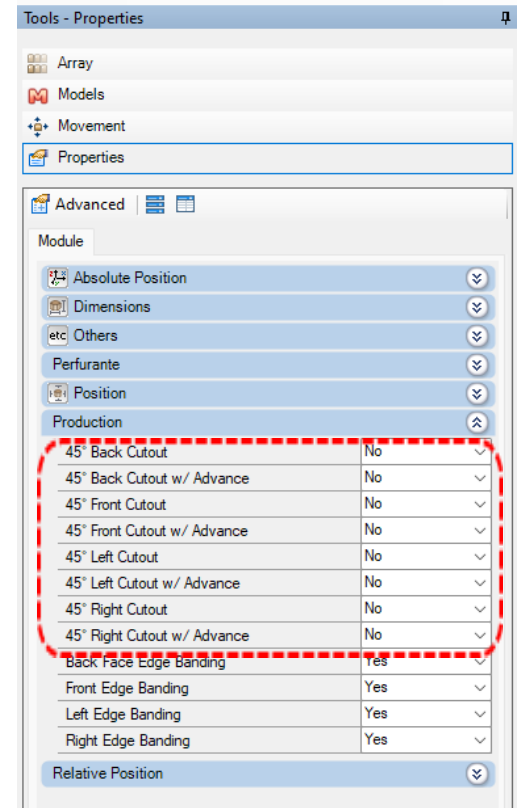 Tools - Properties
Array
Models
Movement
Properties
Advanced
Module
Absolute Position
Dimensions
etc Others
Perfurante
Position
Production
45° Back Cutout No
45° Back Cutout w/ Advance No
45° Front Cutout No
45° Front Cutout w/ Advance No
45° Left Cutout No
45° Left Cutout w/ Advance No
45° Right Cutout No
45° Right Cutout w/ Advance No
Back Face Edge Banding Yes
Front Edge Banding Yes
Left Edge Banding Yes
Right Edge Banding Yes
Relative Position